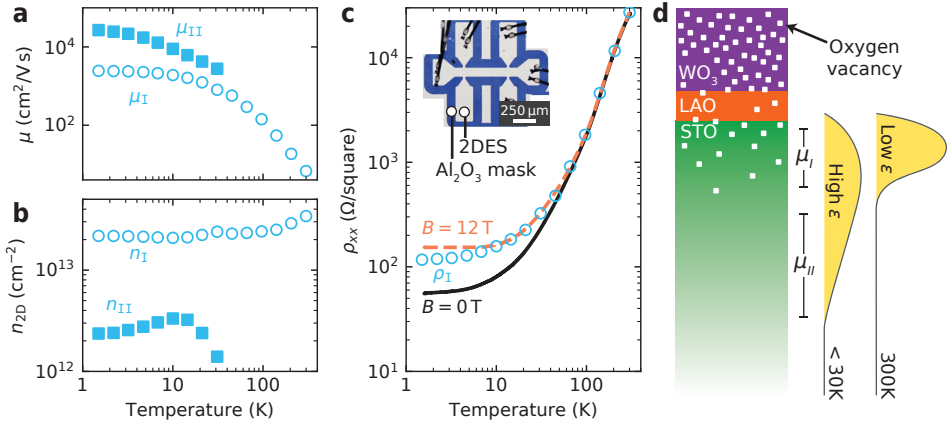 a
10⁴
10²
μ (cm²/V s)
μII
μI
b
10¹³
10¹²
n2D (cm⁻²)
nI
nII
1
10
100
Temperature (K)
c
10⁴
10³
10²
10¹
ρxx (Ω/square)
250 μm
2DES
Al₂O₃ mask
B = 12 T
ρI
B = 0 T
1
10
100
Temperature (K)
d
Oxygen
vacancy
WO₃
LAO
STO
μI
μII
High ε
Low ε
< 30K
300K